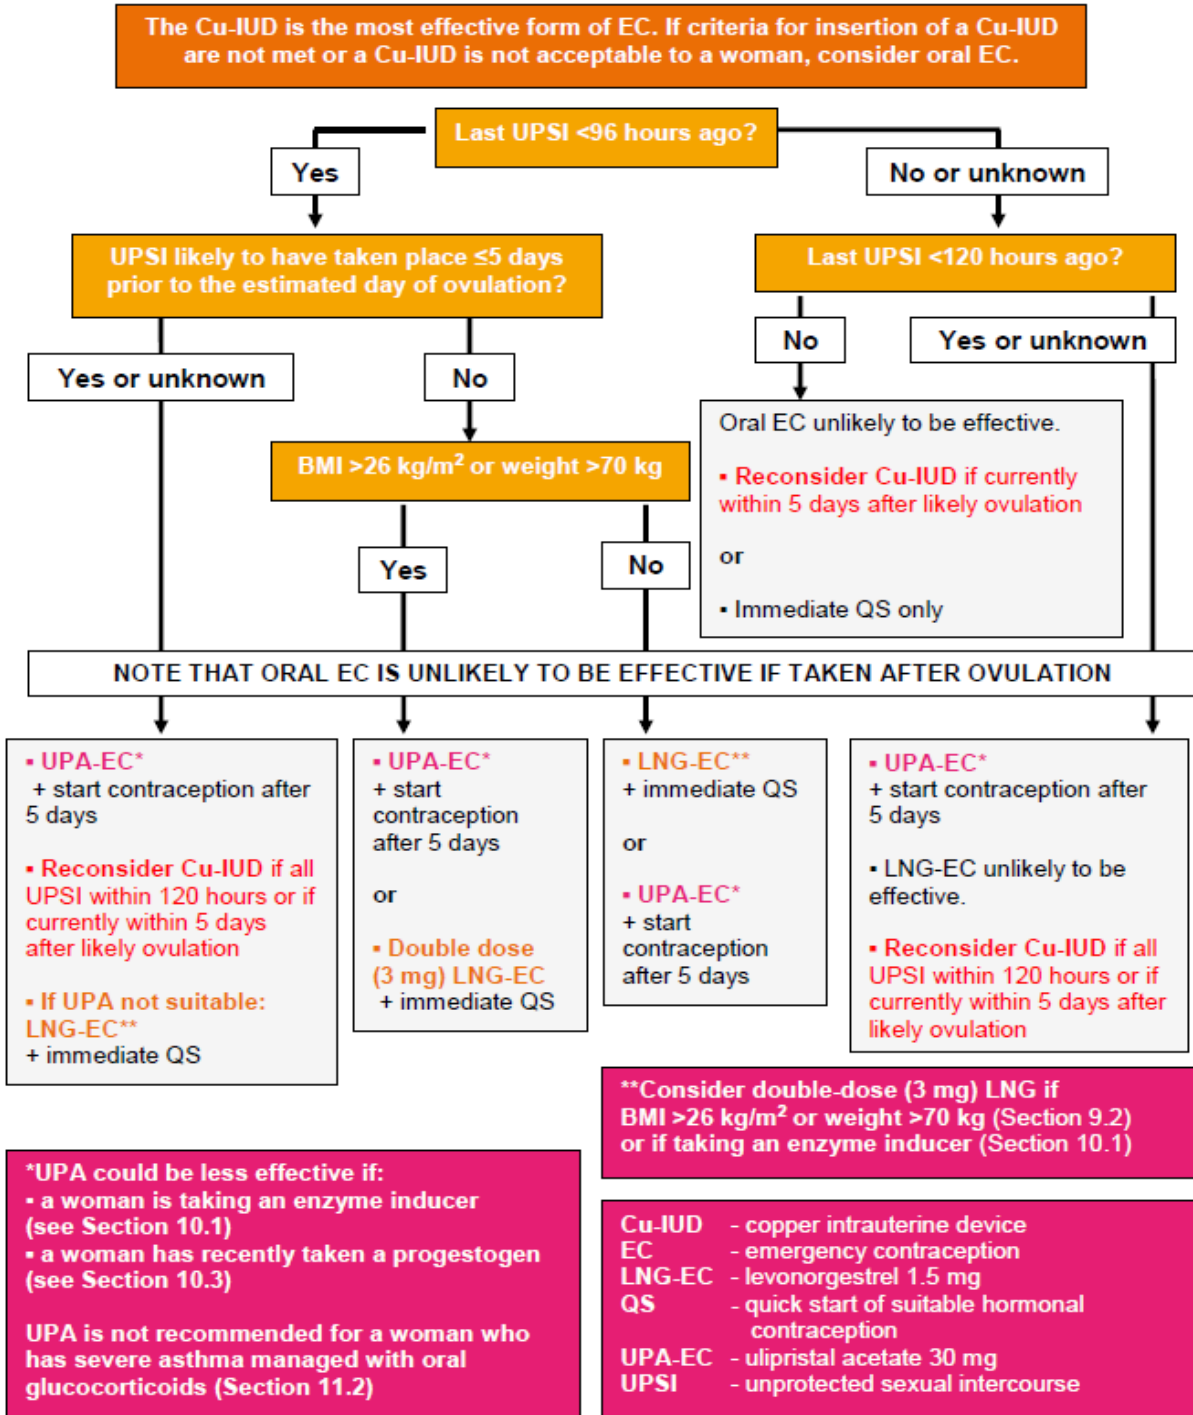 The Cu-IUD is the most effective form of EC. If criteria for insertion of a Cu-IUD
are not met or a Cu-IUD is not acceptable to a woman, consider oral EC.
Last UPSI <96 hours ago?
Yes
No or unknown
UPSI likely to have taken place ≤5 days
prior to the estimated day of ovulation?
Last UPSI <120 hours ago?
Yes or unknown
No
No
Yes or unknown
BMI >26 kg/m² or weight >70 kg
Yes
No
Oral EC unlikely to be effective.
▪ Reconsider Cu-IUD if currently
within 5 days after likely ovulation
or
▪ Immediate QS only
NOTE THAT ORAL EC IS UNLIKELY TO BE EFFECTIVE IF TAKEN AFTER OVULATION
▪ UPA-EC*
+ start contraception after
5 days
▪ Reconsider Cu-IUD if all
UPSI within 120 hours or if
currently within 5 days
after likely ovulation
▪ If UPA not suitable:
LNG-EC**
+ immediate QS
▪ UPA-EC*
+ start
contraception
after 5 days
or
▪ Double dose
(3 mg) LNG-EC
+ immediate QS
▪ LNG-EC**
+ immediate QS
or
▪ UPA-EC*
+ start
contraception
after 5 days
▪ UPA-EC*
+ start contraception after
5 days
▪ LNG-EC unlikely to be
effective.
▪ Reconsider Cu-IUD if all
UPSI within 120 hours or if
currently within 5 days after
likely ovulation
**Consider double-dose (3 mg) LNG if
BMI >26 kg/m² or weight >70 kg (Section 9.2)
or if taking an enzyme inducer (Section 10.1)
*UPA could be less effective if:
▪ a woman is taking an enzyme inducer
(see Section 10.1)
▪ a woman has recently taken a progestogen
(see Section 10.3)
UPA is not recommended for a woman who
has severe asthma managed with oral
glucocorticoids (Section 11.2)
Cu-IUD - copper intrauterine device
EC - emergency contraception
LNG-EC - levonorgestrel 1.5 mg
QS - quick start of suitable hormonal
contraception
UPA-EC - ulipristal acetate 30 mg
UPSI - unprotected sexual intercourse